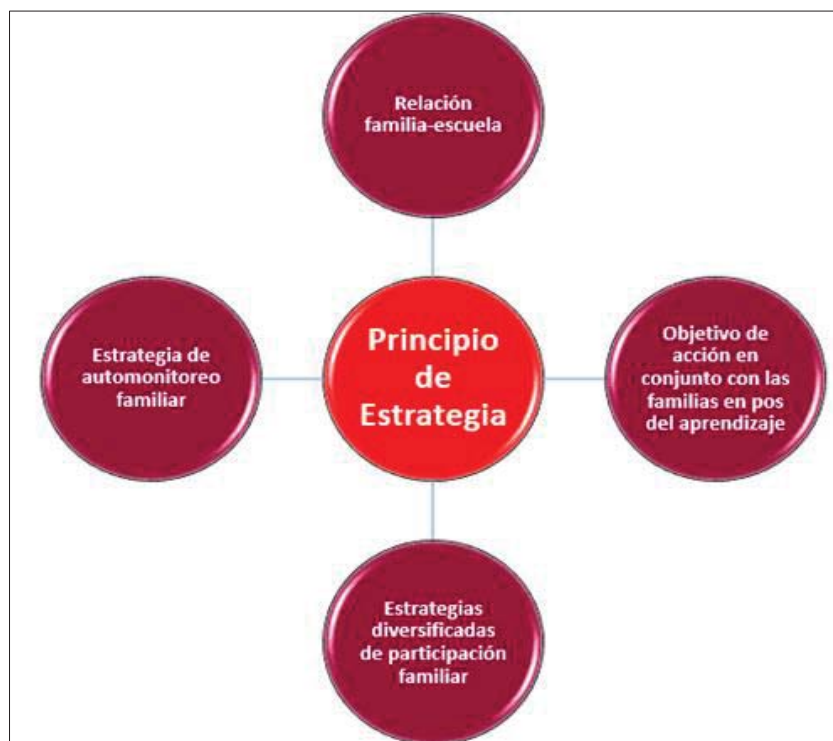 Relación
familia-escuela
Estrategia de
automonitoreo
familiar
Principio
de
Estrategia
Objetivo de
acción en
conjunto con las
familias en pos
del aprendizaje
Estrategias
diversificadas
de participación
familiar